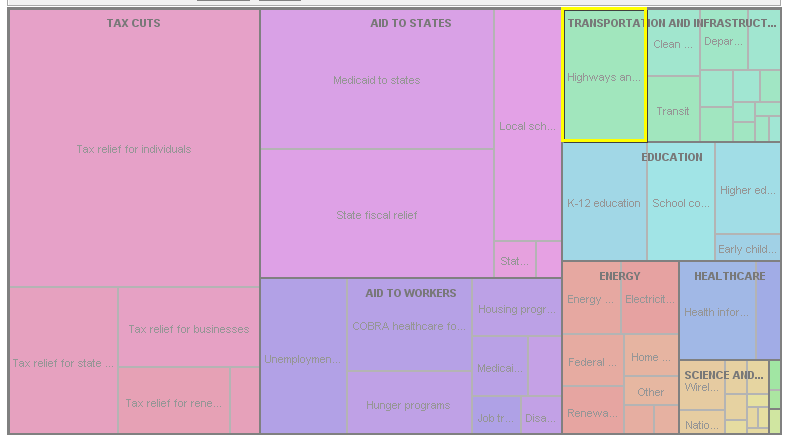 TAX CUTS
Tax relief for individuals
Tax relief for state ...
Tax relief for businesses
Tax relief for rene...
AID TO STATES
Medicaid to states
State fiscal relief
Local sch...
Stat...
AID TO WORKERS
Unemploymen...
COBRA healthcare fo...
Hunger programs
Housing progr...
Medicai...
Job tr...
Disa...
TRANSPORTATION AND INFRASTRUCT...
Highways an...
Clean ...
Depar...
Transit
EDUCATION
K-12 education
School co...
Higher ed...
Early child...
ENERGY
Energy ...
Electricit...
Federal ...
Home ...
Other
Renewa...
HEALTHCARE
Health infor...
SCIENCE AND...
Wirel...
Natio...